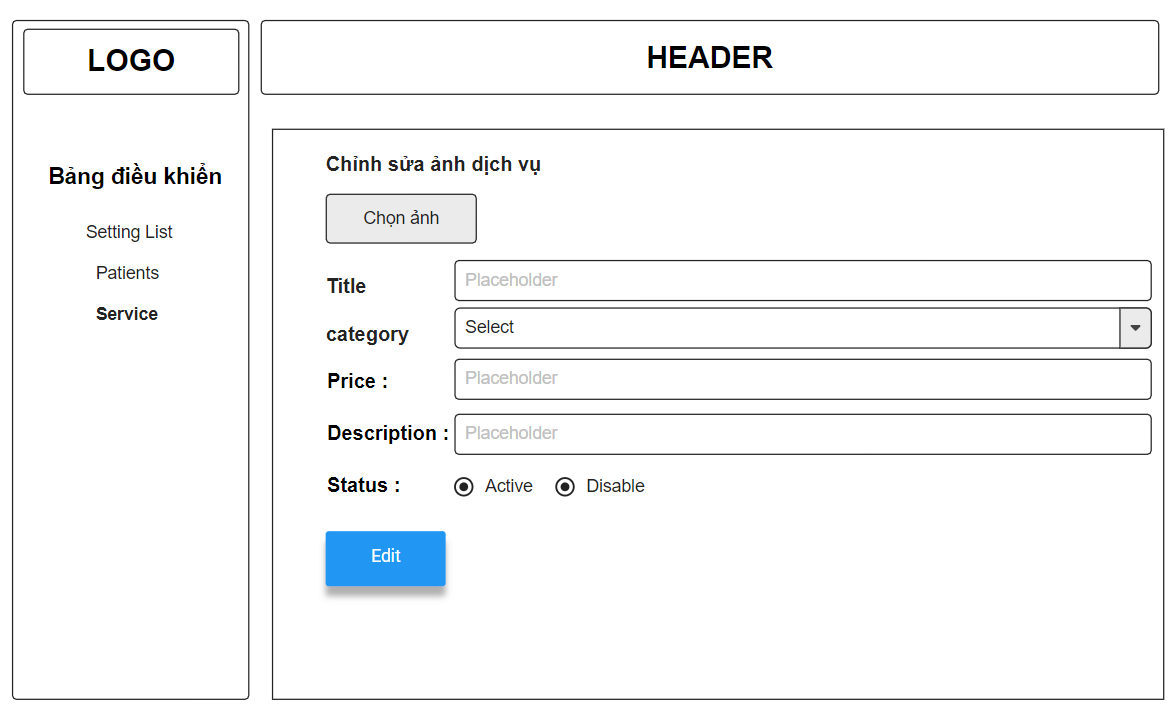 LOGO
HEADER
Bảng điều khiển
Setting List
Patients
Service
Chỉnh sửa ảnh dịch vụ
Chọn ảnh
Title Placeholder
category Select
Price : Placeholder
Description : Placeholder
Status : Active Disable
Edit